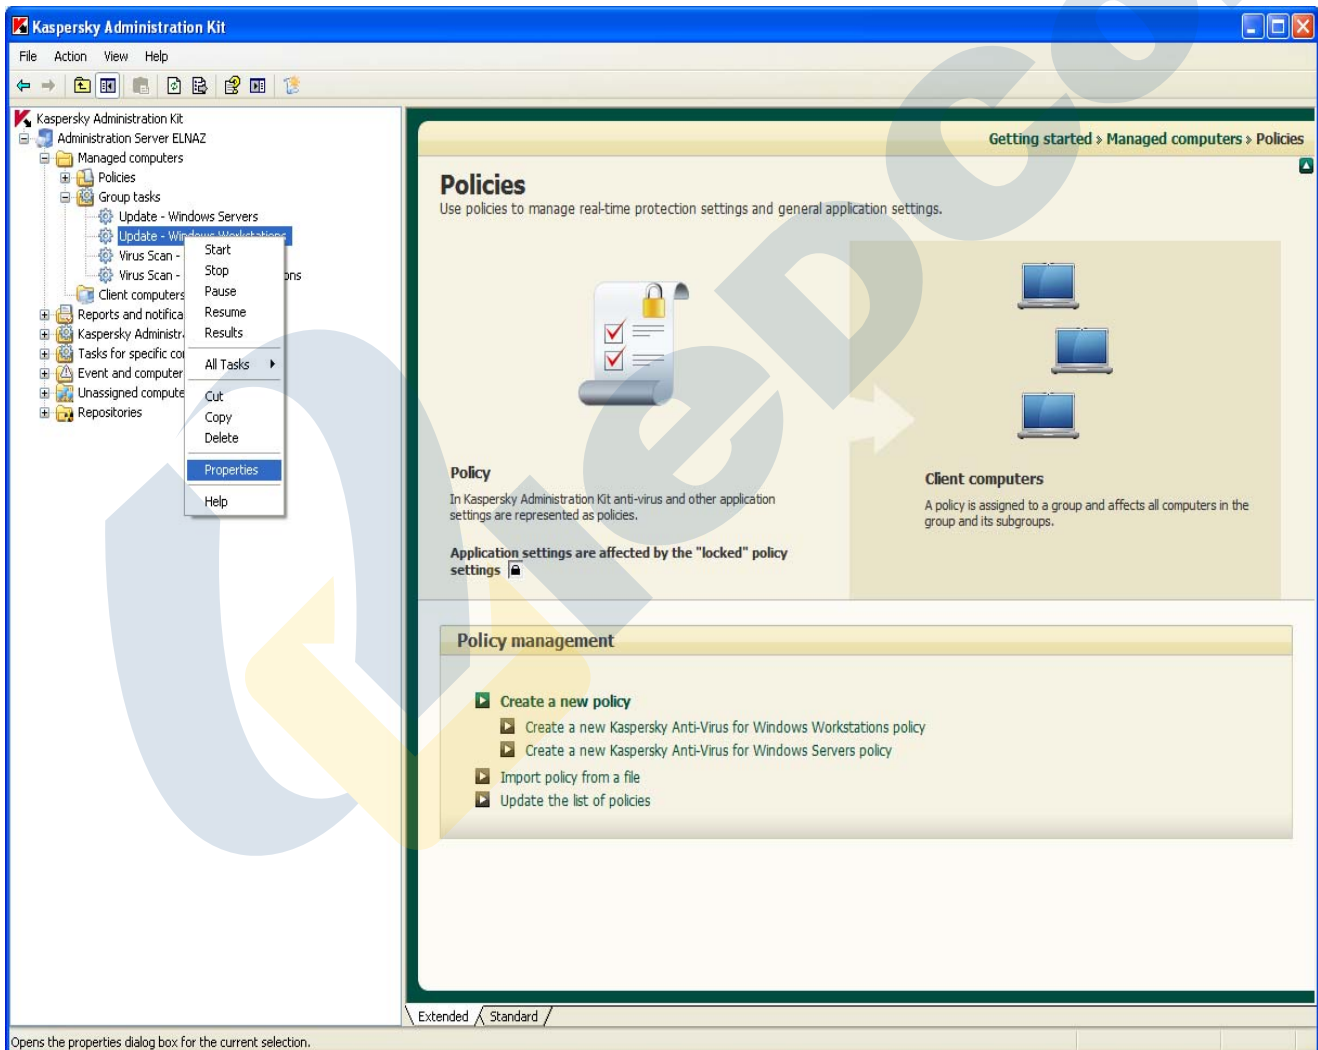 Kaspersky Administration Kit
File Action View Help
Kaspersky Administration Kit
Administration Server ELNAZ
Managed computers
Policies
Group tasks
Update - Windows Servers
Update - Windows Workstations
Virus Scan -
Virus Scan - ons
Client computers
Reports and notifica
Kaspersky Administr
Tasks for specific co
Event and computer
Unassigned compute
Repositories
Start
Stop
Pause
Resume
Results
All Tasks
Cut
Copy
Delete
Properties
Help
Getting started » Managed computers » Policies
Policies
Use policies to manage real-time protection settings and general application settings.
Policy
In Kaspersky Administration Kit anti-virus and other application
settings are represented as policies.
Application settings are affected by the "locked" policy
settings
Client computers
A policy is assigned to a group and affects all computers in the
group and its subgroups.
Policy management
Create a new policy
Create a new Kaspersky Anti-Virus for Windows Workstations policy
Create a new Kaspersky Anti-Virus for Windows Servers policy
Import policy from a file
Update the list of policies
Extended Standard
Opens the properties dialog box for the current selection.